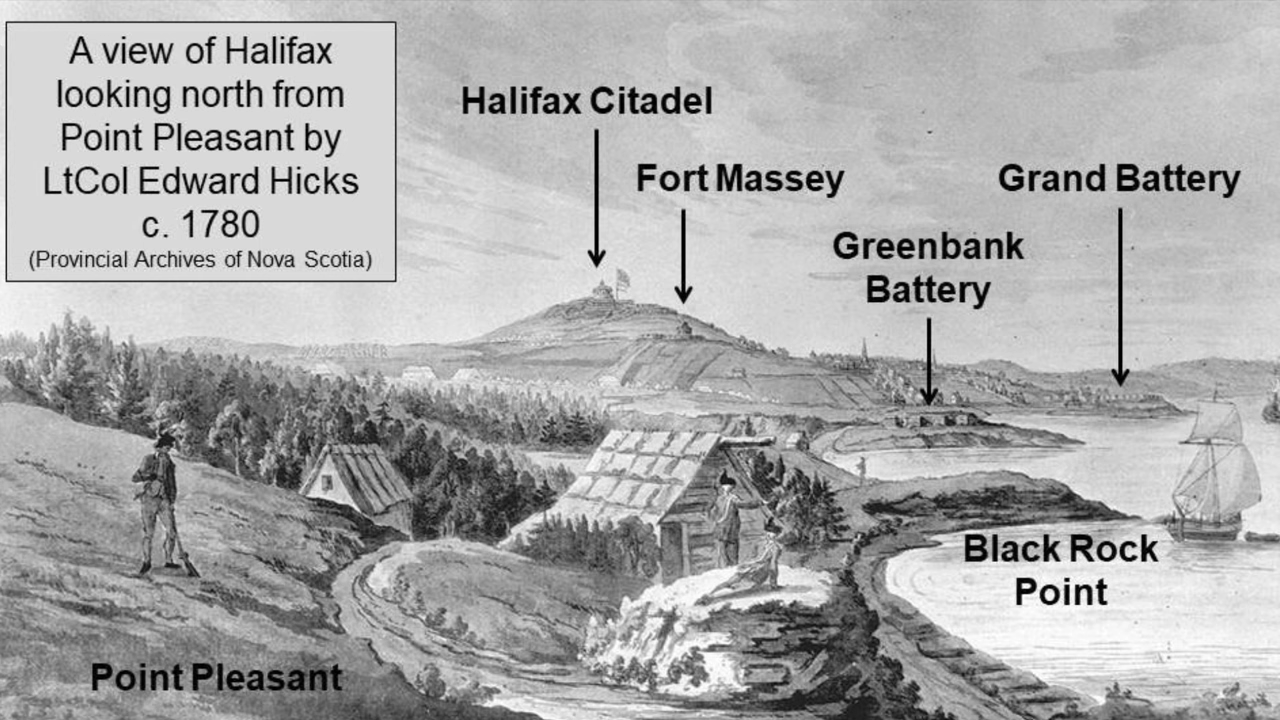 A view of Halifax
looking north from
Point Pleasant by
LtCol Edward Hicks
c. 1780
(Provincial Archives of Nova Scotia)
Halifax Citadel
Fort Massey
Grand Battery
Greenbank
Battery
Black Rock
Point
Point Pleasant